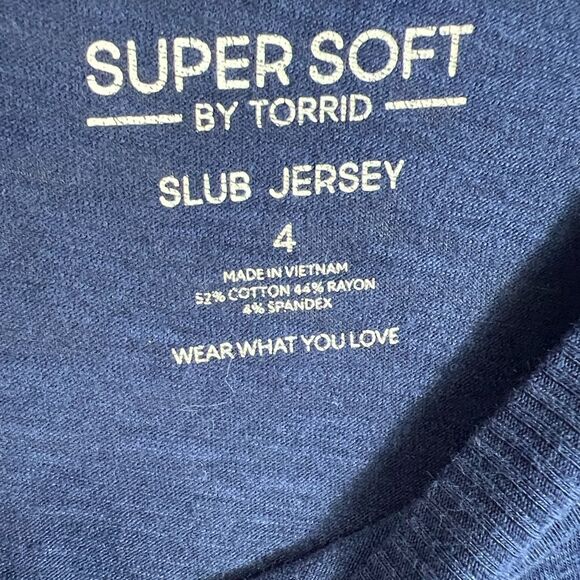 SUPER SOFT
BY TORRID
SLUB JERSEY
4
MADE IN VIETNAM
52% COTTON 44% RAYON
4% SPANDEX
WEAR WHAT YOU LOVE